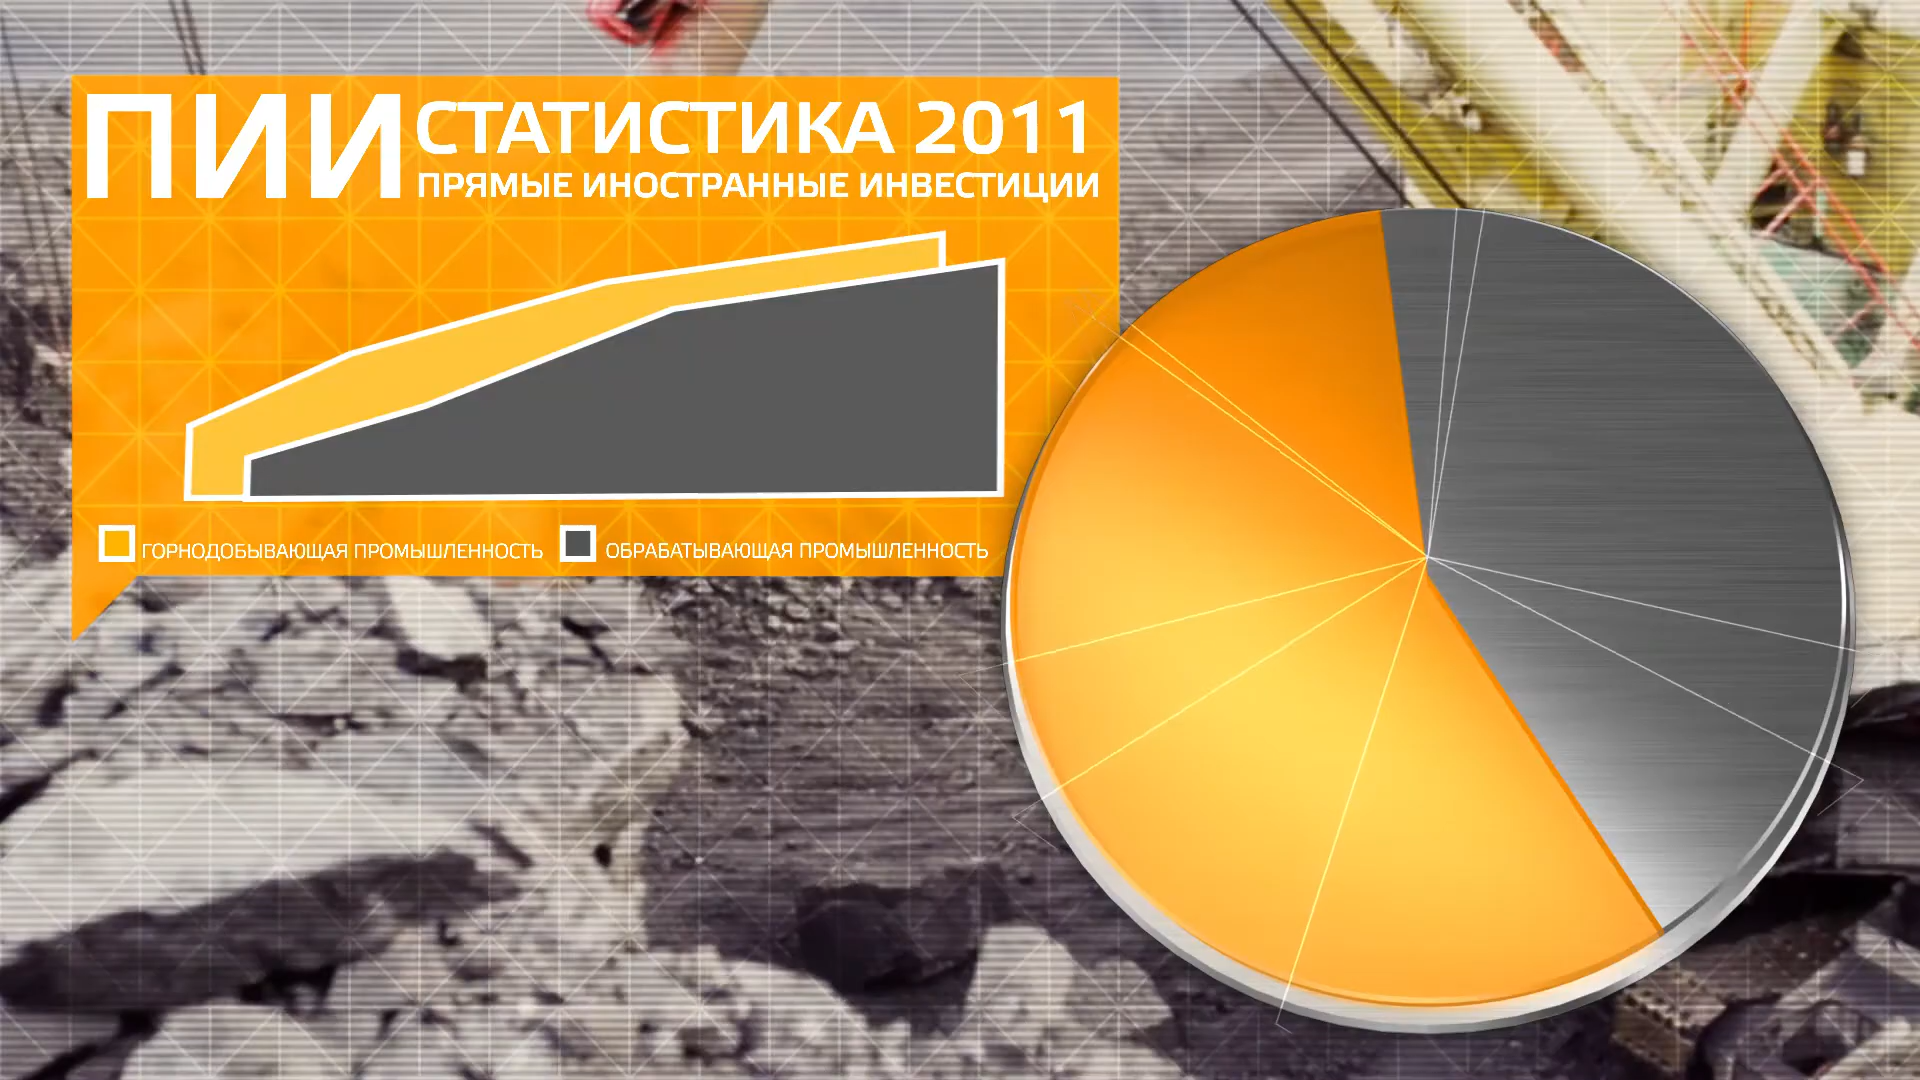 ПИИ
СТАТИСТИКА 2011
ПРЯМЫЕ ИНОСТРАННЫЕ ИНВЕСТИЦИИ
ГОРНОДОБЫВАЮЩАЯ ПРОМЫШЛЕННОСТЬ
ОБРАБАТЫВАЮЩАЯ ПРОМЫШЛЕННОСТЬ